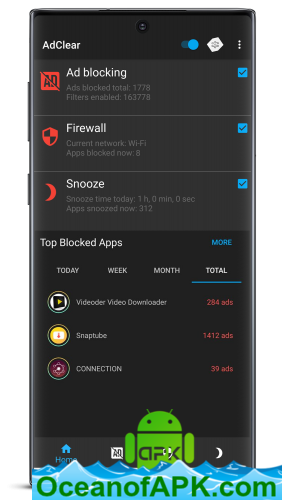 AdClear
Ad blocking
Ads blocked total: 1778
Filters enabled: 163778
Firewall
Current network: Wi-Fi
Apps blocked now: 8
Snooze
Snooze time today: 1 h, 0 min, 0 sec
Apps snoozed now: 312
Top Blocked Apps MORE
TODAY WEEK MONTH TOTAL
Videoder Video Downloader 284 ads
Snaptube 1412 ads
CONNECTION 39 ads
AD
apk
Home
OceanofAPK.com